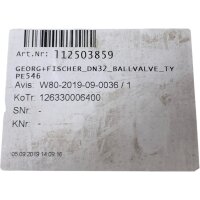 Art.Nr: 112503859
GEORG+FISCHER_DN32_BALLVALVE_TY
PE546
Avis: W80-2019-09-0036 / 1
KoTr: 126330006400
SNr: -
KNr: -
05.09.2019 14:09:16